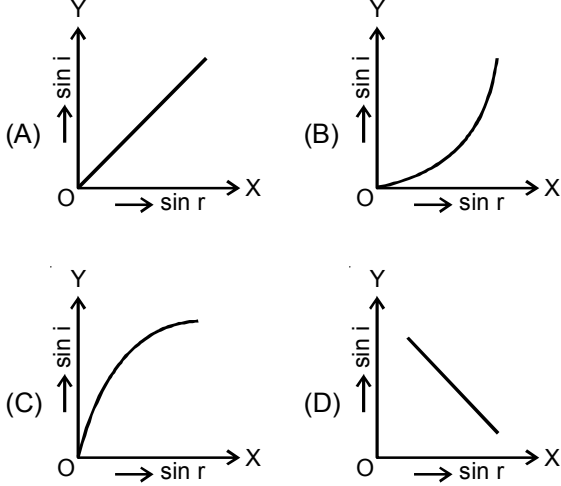 (A) Y sin i O sin r X
(B) Y sin i O sin r X
(C) Y sin i O sin r X
(D) Y sin i O sin r X